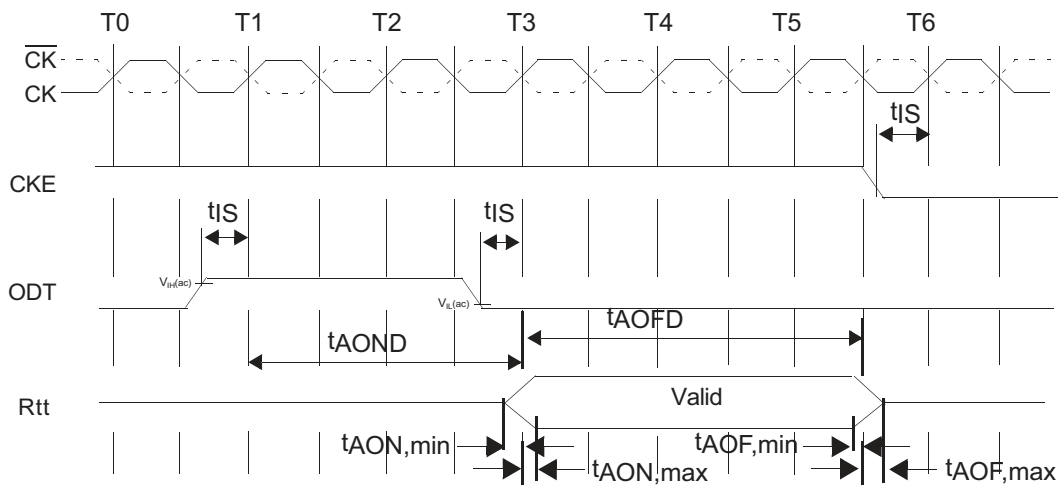 T0 T1 T2 T3 T4 T5 T6
CK
CK
tIS
CKE
tIS
tIS
VIH(ac)
ODT
VIL(ac)
tAOFD
tAOND
Rtt
Valid
tAON,min
tAOF,min
tAON,max
tAOF,max